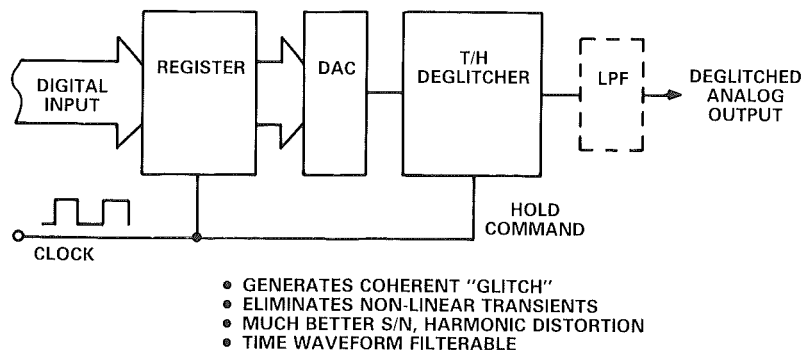 REGISTER
DAC
T/H
DEGLITCHER
LPF
DIGITAL
INPUT
DEGLITCHED
ANALOG
OUTPUT
HOLD
COMMAND
CLOCK
• GENERATES COHERENT "GLITCH"
• ELIMINATES NON-LINEAR TRANSIENTS
• MUCH BETTER S/N, HARMONIC DISTORTION
• TIME WAVEFORM FILTERABLE